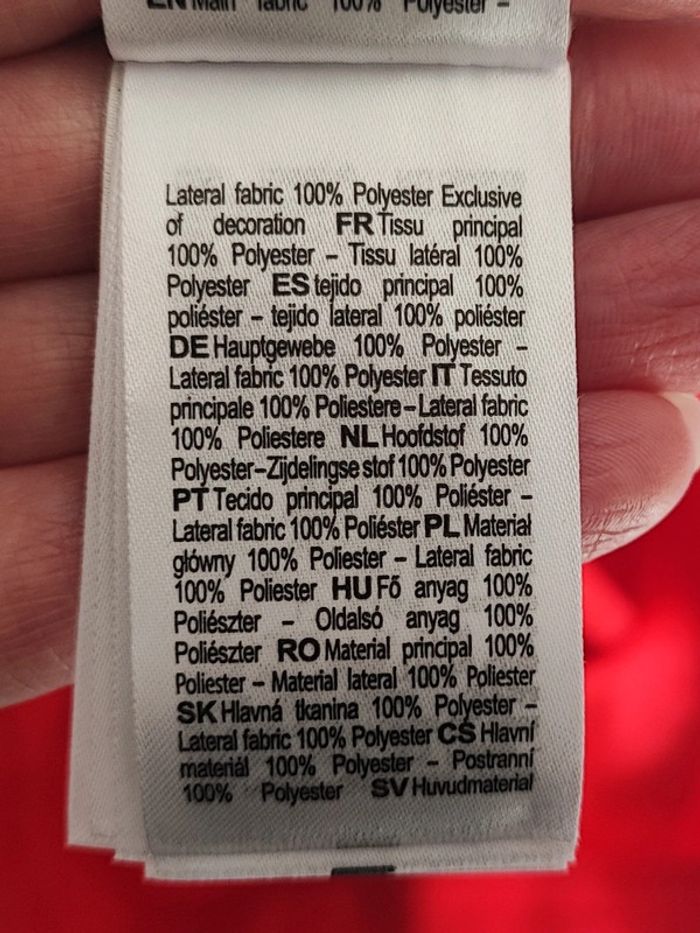 EN Main fabric 100% Polyester –
Lateral fabric 100% Polyester Exclusive
of decoration FR Tissu principal
100% Polyester – Tissu latéral 100%
Polyester ES tejido principal 100%
poliéster – tejido lateral 100% poliéster
DE Hauptgewebe 100% Polyester –
Lateral fabric 100% Polyester IT Tessuto
principale 100% Poliestere – Lateral fabric
100% Poliestere NL Hoofdstof 100%
Polyester – Zijdelingse stof 100% Polyester
PT Tecido principal 100% Poliéster –
Lateral fabric 100% Poliéster PL Materiał
główny 100% Poliester – Lateral fabric
100% Poliester HU Fő anyag 100%
Poliészter – Oldalsó anyag 100%
Poliészter RO Material principal 100%
Poliester – Material lateral 100% Poliester
SK Hlavná tkanina 100% Polyester –
Lateral fabric 100% Polyester CS Hlavní
materiál 100% Polyester – Postranní
100% Polyester SV Huvudmaterial